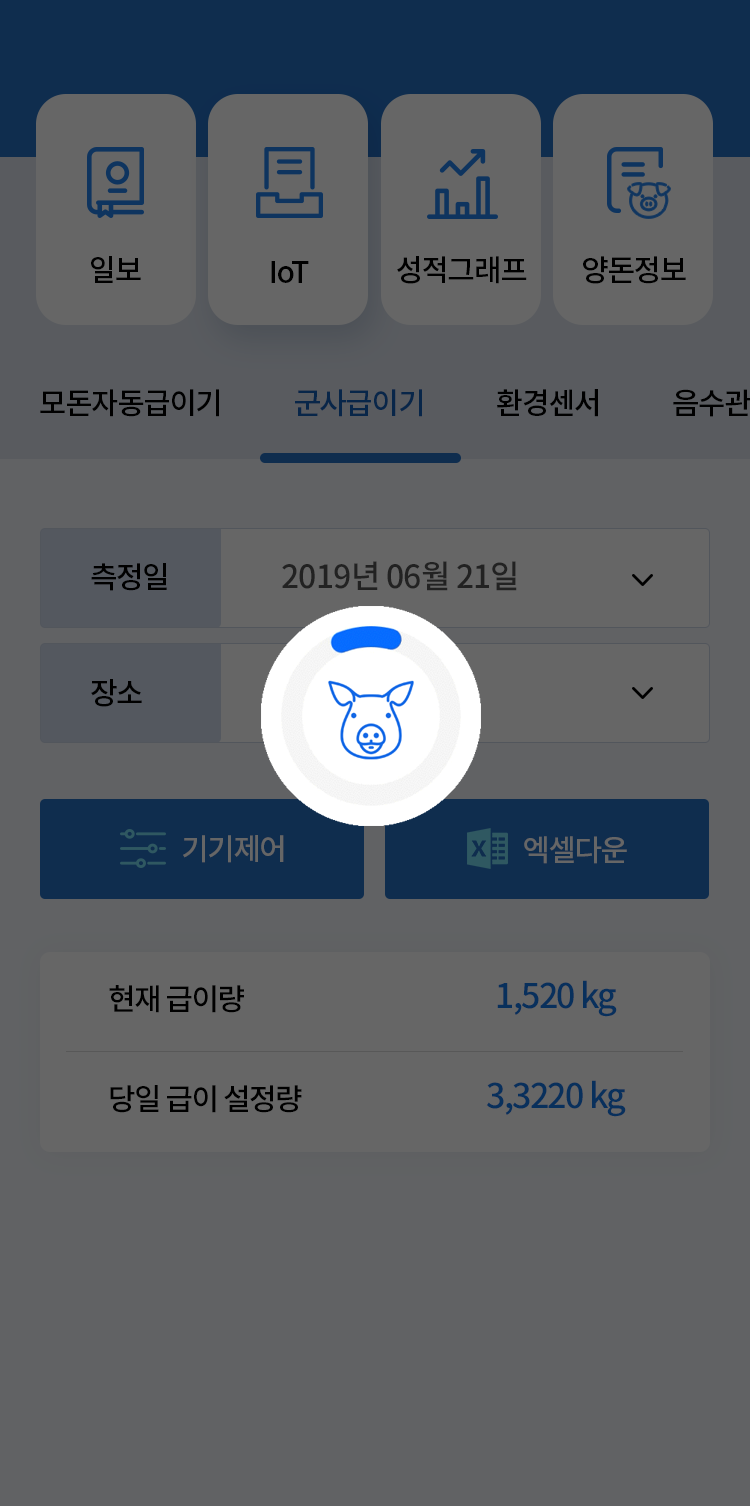 일보
IoT
성적그래프
양돈정보
모돈자동급이기
군사급이기
환경센서
음수관
측정일
2019년 06월 21일
장소
기기제어
X
엑셀다운
현재 급이량
1,520 kg
당일 급이 설정량
3,3220 kg